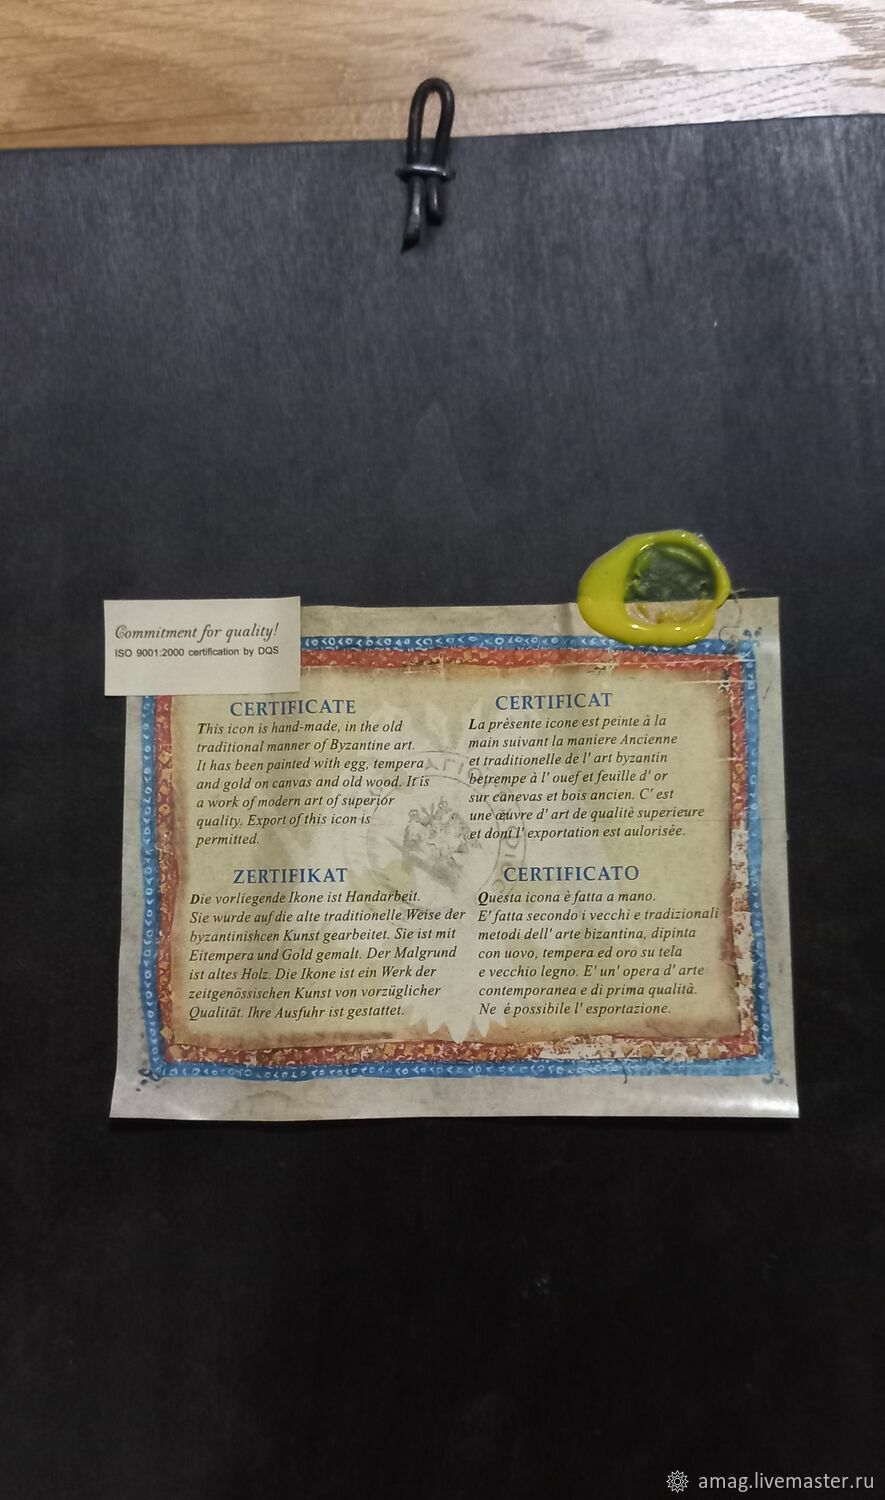 Commitment for quality!
ISO 9001:2000 certification by DQS
CERTIFICATE
This icon is hand-made, in the old
traditional manner of Byzantine art.
It has been painted with egg, tempera
and gold on canvas and old wood. It is
a work of modern art of superior
quality. Export of this icon is
permitted.
CERTIFICAT
La prèsente icone est peinte à la
main suivant la maniere Ancienne
et traditionelle de l' art byzantin
betrempe à l' ouef et feuille d' or
sur canevas et bois ancien. C' est
une œuvre d' art de qualitè superieure
et dont l' exportation est aulorisée.
ZERTIFIKAT
Die vorliegende Ikone ist Handarbeit.
Sie wurde auf die alte traditionelle Weise der
byzantinishcen Kunst gearbeitet. Sie ist mit
Eitempera und Gold gemalt. Der Malgrund
ist altes Holz. Die Ikone ist ein Werk der
zeitgenössischen Kunst von vorzüglicher
Qualität. Ihre Ausfuhr ist gestattet.
CERTIFICATO
Questa icona è fatta a mano.
E' fatta secondo i vecchi e tradizionali
metodi dell' arte bizantina, dipinta
con uovo, tempera ed oro su tela
e vecchio legno. E' un' opera d' arte
contemporanea e di prima qualità.
Ne é possibile l' esportazione.
amag.livemaster.ru